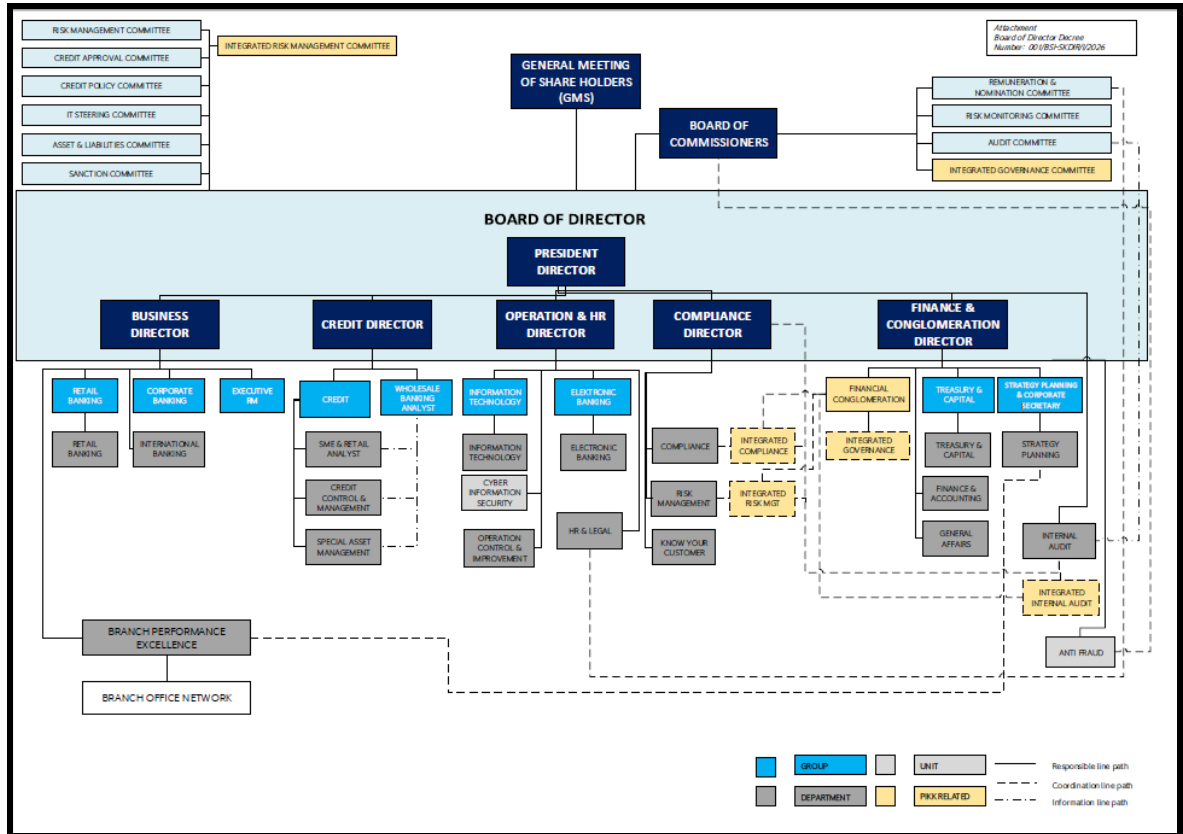 RISK MANAGEMENT COMMITTEE
CREDIT APPROVAL COMMITTEE
CREDIT POLICY COMMITTEE
IT STEERING COMMITTEE
ASSET & LIABILITIES COMMITTEE
SANCTION COMMITTEE
INTEGRATED RISK MANAGEMENT COMMITTEE
GENERAL MEETING
OF SHARE HOLDERS
(GMS)
BOARD OF
COMMISSIONERS
Attachment
Board of Director Decree
Number: 001/BSI-SKDIR/I/2026
REMUNERATION &
NOMINATION COMMITTEE
RISK MONITORING COMMITTEE
AUDIT COMMITTEE
INTEGRATED GOVERNANCE COMMITTEE
BOARD OF DIRECTOR
PRESIDENT
DIRECTOR
BUSINESS
DIRECTOR
CREDIT DIRECTOR
OPERATION & HR
DIRECTOR
COMPLIANCE
DIRECTOR
FINANCE &
CONGLOMERATION
DIRECTOR
RETAIL
BANKING
CORPORATE
BANKING
EXECUTIVE
RM
CREDIT
WHOLESALE
BANKING
ANALYST
INFORMATION
TECHNOLOGY
ELEKTRONIC
BANKING
FINANCIAL
CONGLOMERATION
TREASURY &
CAPITAL
STRATEGY PLANNING
& CORPORATE
SECRETARY
RETAIL
BANKING
INTERNATIONAL
BANKING
SME & RETAIL
ANALYST
INFORMATION
TECHNOLOGY
ELECTRONIC
BANKING
COMPLIANCE
INTEGRATED
COMPLIANCE
INTEGRATED
GOVERNANCE
TREASURY &
CAPITAL
STRATEGY
PLANNING
CREDIT
CONTROL &
MANAGEMENT
CYBER
INFORMATION
SECURITY
RISK
MANAGEMENT
INTEGRATED
RISK MGT
FINANCE &
ACCOUNTING
SPECIAL ASSET
MANAGEMENT
OPERATION
CONTROL &
IMPROVEMENT
HR & LEGAL
KNOW YOUR
CUSTOMER
GENERAL
AFFAIRS
INTERNAL
AUDIT
INTEGRATED
INTERNAL AUDIT
BRANCH PERFORMANCE
EXCELLENCE
ANTI FRAUD
BRANCH OFFICE NETWORK
GROUP
UNIT
Responsible line path
Coordination line path
DEPARTMENT
PIKK RELATED
Information line path